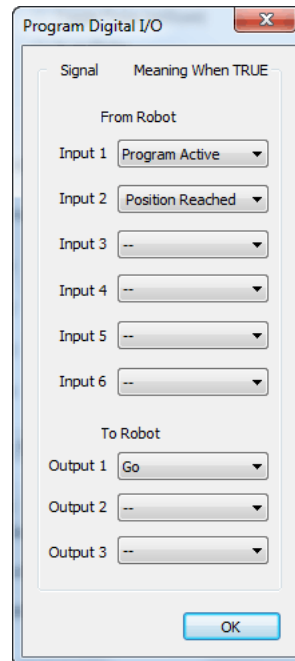 Program Digital I/O
Signal Meaning When TRUE
From Robot
Input 1 Program Active
Input 2 Position Reached
Input 3 --
Input 4 --
Input 5 --
Input 6 --
To Robot
Output 1 Go
Output 2 --
Output 3 --
OK